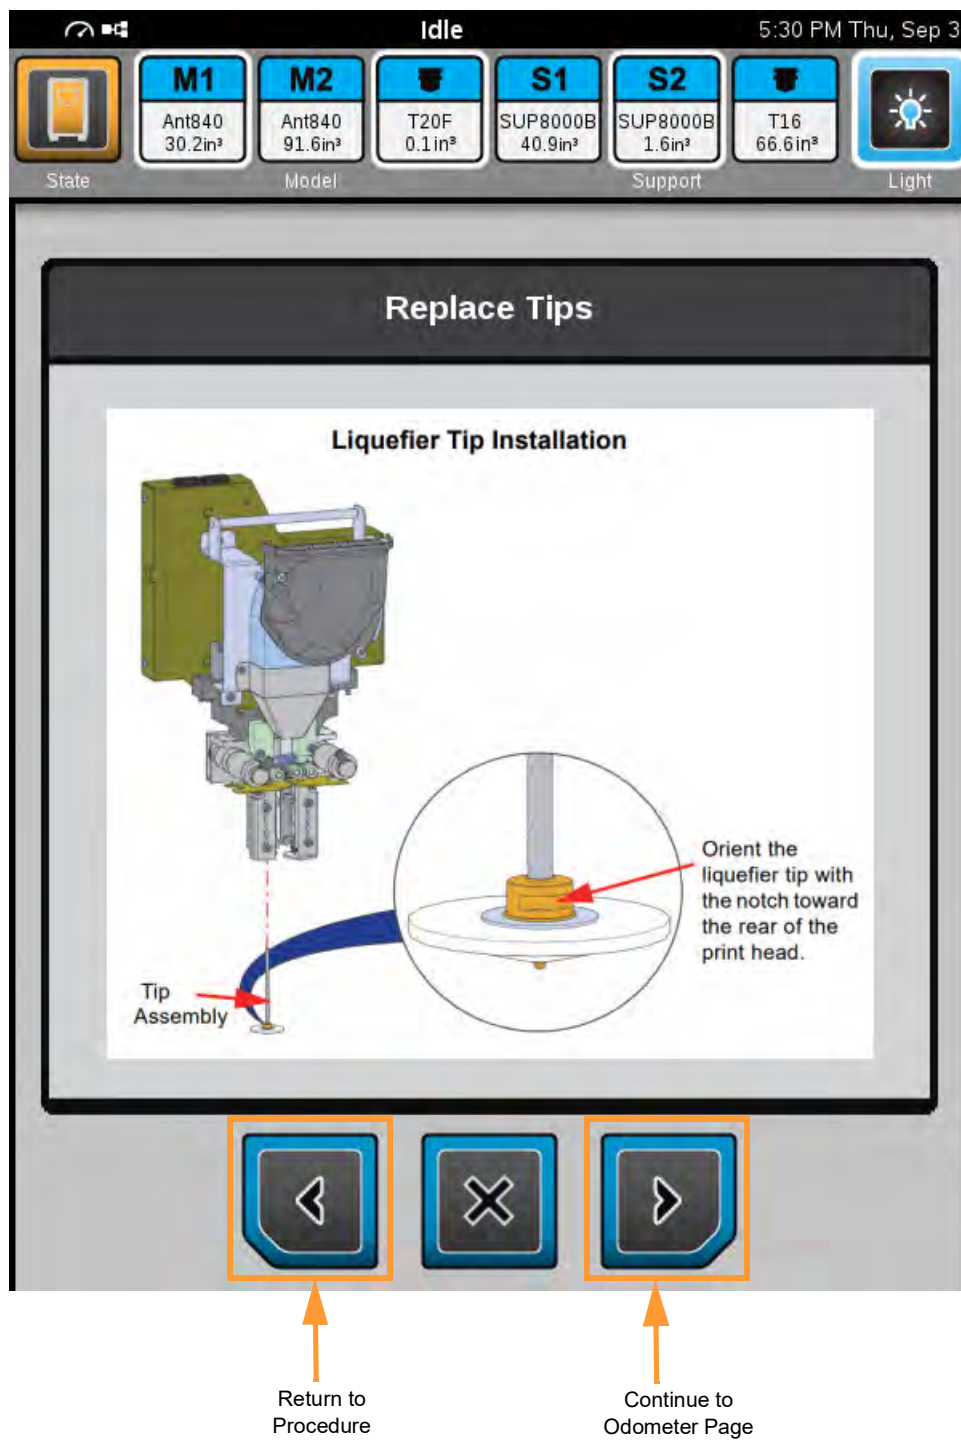 Idle
5:30 PM Thu, Sep 3
M1
M2
S1
S2
Ant840
30.2in³
Ant840
91.6in³
T20F
0.1in³
SUP8000B
40.9in³
SUP8000B
1.6in³
T16
66.6in³
State
Model
Support
Light
Replace Tips
Liquefier Tip Installation
Orient the
liquefier tip with
the notch toward
the rear of the
print head.
Tip
Assembly
Return to
Procedure
Continue to
Odometer Page